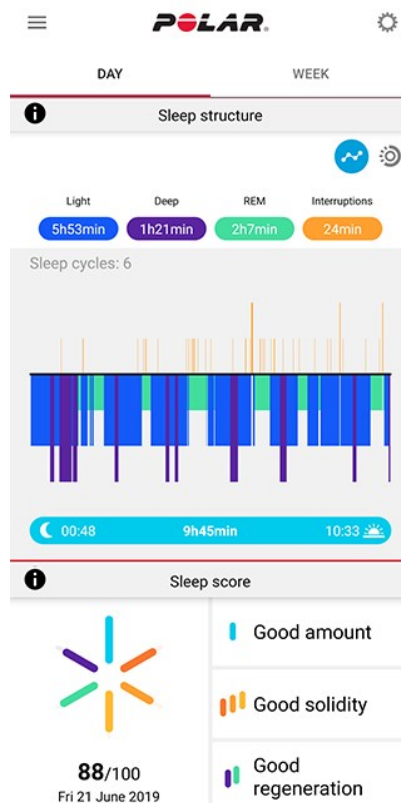 POLAR.
DAY WEEK
Sleep structure
Light Deep REM Interruptions
5h53min 1h21min 2h7min 24min
Sleep cycles: 6
00:48 9h45min 10:33
Sleep score
Good amount
Good solidity
88/100
Fri 21 June 2019
Good
regeneration